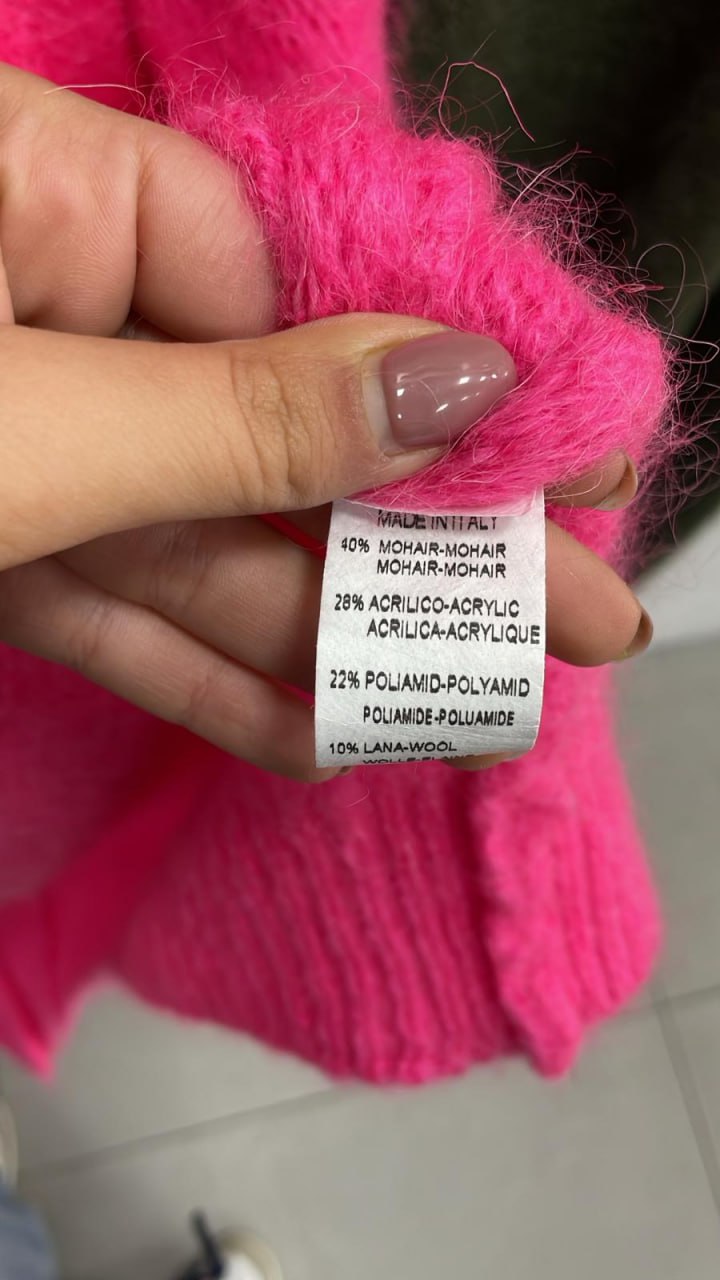 MADE IN ITALY
40% MOHAIR-MOHAIR
MOHAIR-MOHAIR
28% ACRILICO-ACRYLIC
ACRILICA-ACRYLIQUE
22% POLIAMID-POLYAMID
POLIAMIDE-POLUAMIDE
10% LANA-WOOL